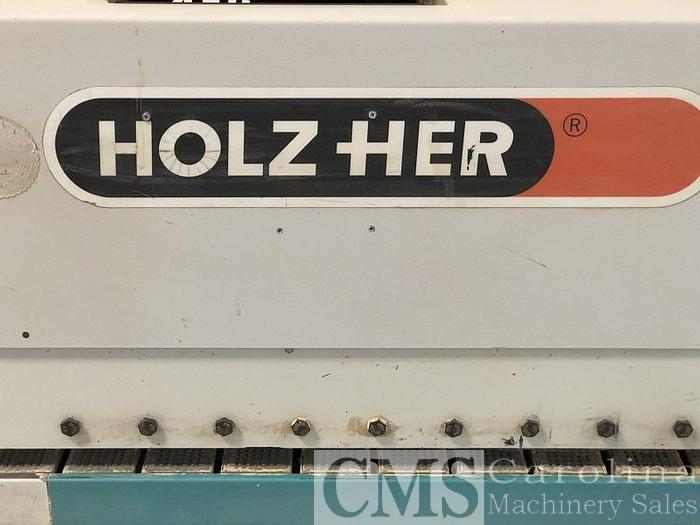 HOLZ-HER ®
CMS Carolina
Machinery Sales